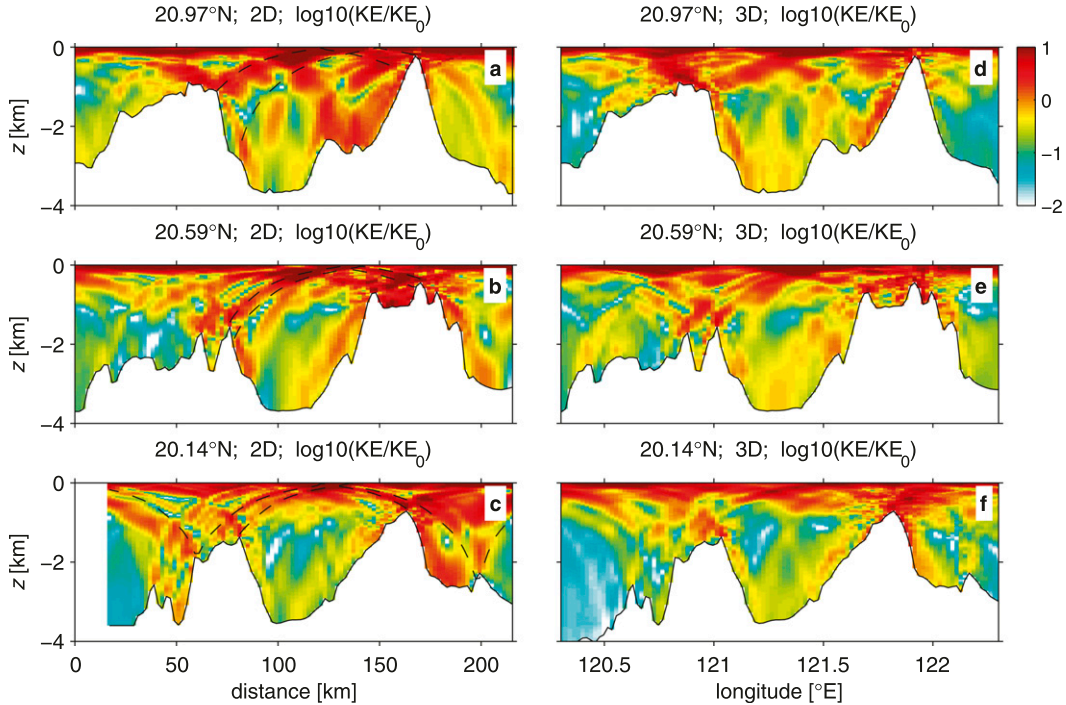 20.97°N; 2D; log10(KE/KE0)
20.97°N; 3D; log10(KE/KE0)
0
−2
−4
z [km]
a
d
1
0
−1
−2
20.59°N; 2D; log10(KE/KE0)
20.59°N; 3D; log10(KE/KE0)
0
−2
−4
z [km]
b
e
20.14°N; 2D; log10(KE/KE0)
20.14°N; 3D; log10(KE/KE0)
0
−2
−4
z [km]
c
f
0 50 100 150 200
120.5 121 121.5 122
distance [km]
longitude [°E]